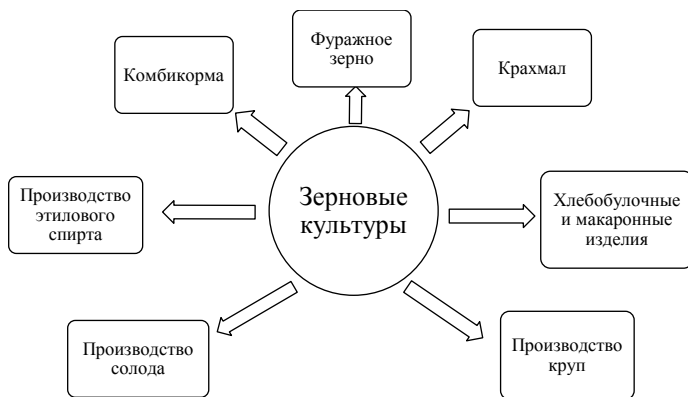 Фуражное
зерно
Комбикорма
Крахмал
Зерновые
культуры
Производство
этилового
спирта
Хлебобулочные
и макаронные
изделия
Производство
солода
Производство
круп